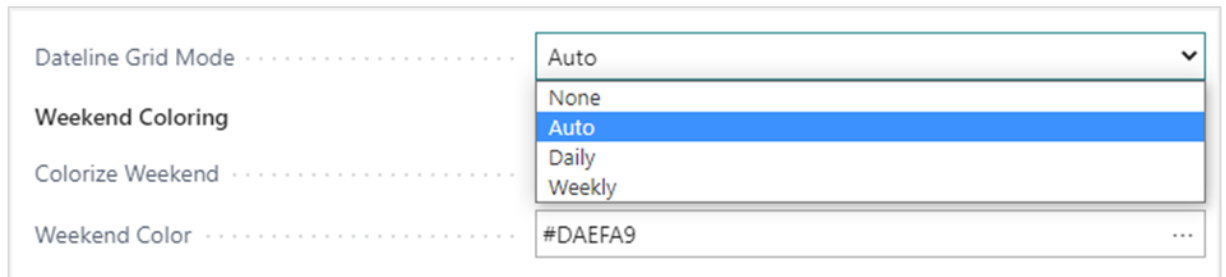 Dateline Grid Mode Auto
None
Weekend Coloring
Auto
Daily
Colorize Weekend
Weekly
Weekend Color #DAEFA9 ...